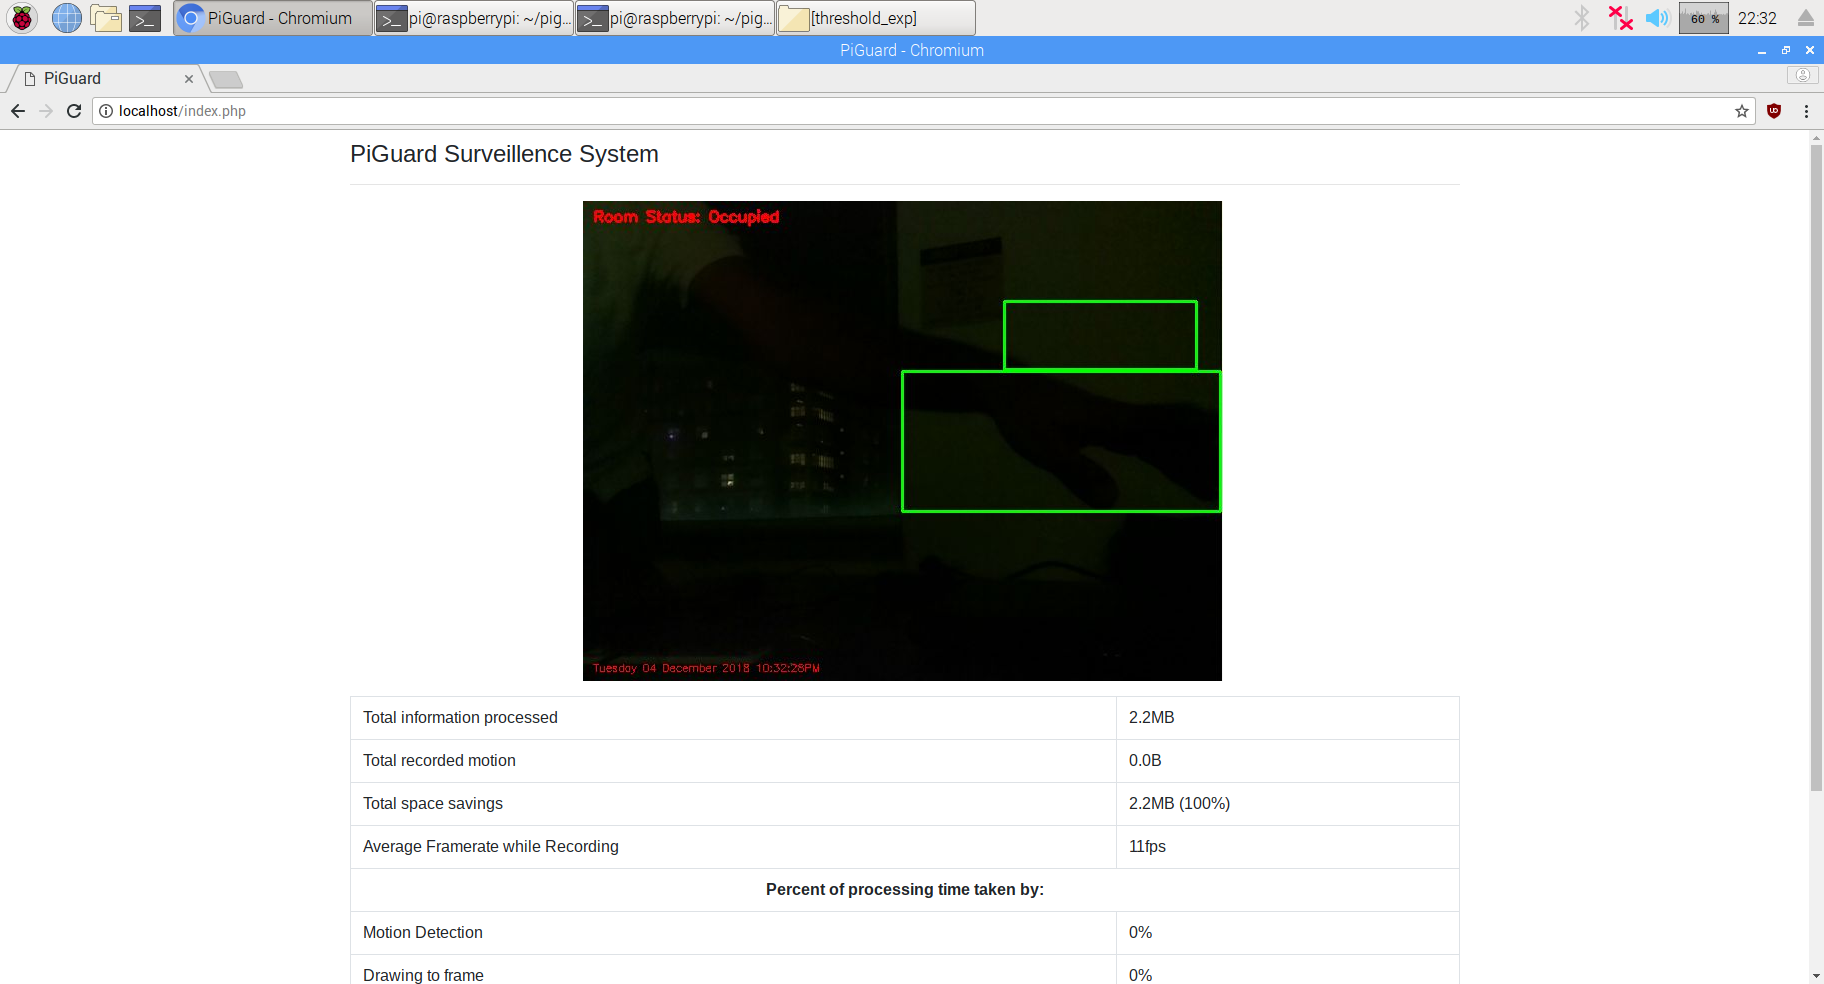 PiGuard - Chromium
pi@raspberrypi: ~/pig...
pi@raspberrypi: ~/pig...
[threshold_exp]
60 %
22:32
PiGuard - Chromium
PiGuard
localhost/index.php
PiGuard Surveillence System
Room Status: Occupied
Tuesday 04 December 2018 10:32:28PM
Total information processed 2.2MB
Total recorded motion 0.0B
Total space savings 2.2MB (100%)
Average Framerate while Recording 11fps
Percent of processing time taken by:
Motion Detection 0%
Drawing to frame 0%